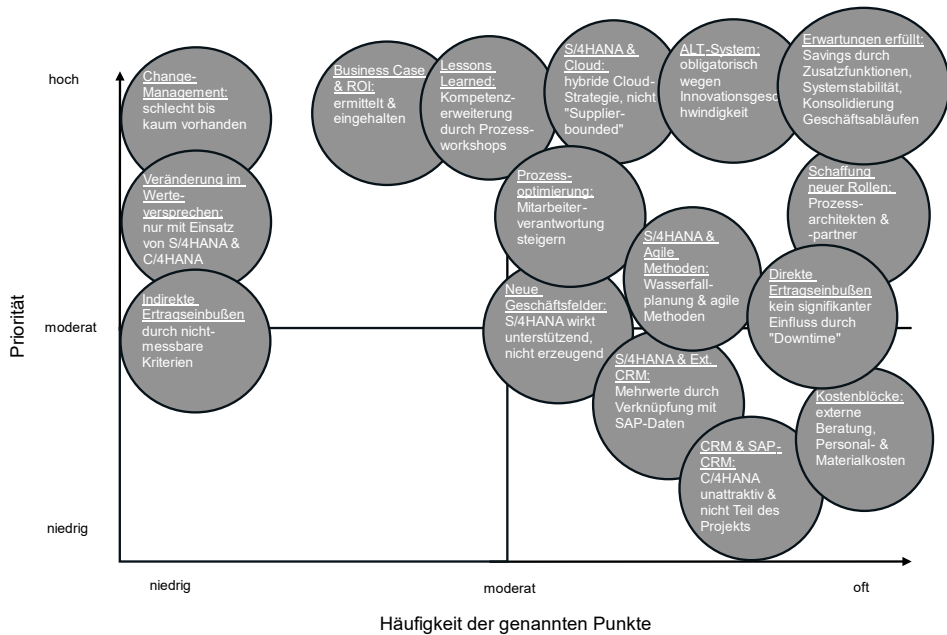 hoch
moderat
niedrig
Priorität
Change-
Management:
schlecht bis
kaum vorhanden
Veränderung im
Werte-
versprechen:
nur mit Einsatz
von S/4HANA &
C/4HANA
Indirekte
Ertragseinbußen
durch nicht-
messbare
Kriterien
Business Case
& ROI:
ermittelt &
eingehalten
Lessons
Learned:
Kompetenz-
erweiterung
durch Prozess-
workshops
S/4HANA &
Cloud:
hybride Cloud-
Strategie, nicht
"Supplier-
bounded"
ALT-System:
obligatorisch
wegen
Innovationsgesc
hwindigkeit
Erwartungen erfüllt:
Savings durch
Zusatzfunktionen,
Systemstabilität,
Konsolidierung
Geschäftsabläufen
Prozess-
optimierung:
Mitarbeiter-
verantwortung
steigern
Schaffung
neuer Rollen:
Prozess-
architekten &
-partner
S/4HANA &
Agile
Methoden:
Wasserfall-
planung & agile
Methoden
Neue
Geschäftsfelder:
S/4HANA wirkt
unterstützend,
nicht erzeugend
Direkte
Ertragseinbußen
kein signifikanter
Einfluss durch
"Downtime"
S/4HANA & Ext.
CRM:
Mehrwerte durch
Verknüpfung mit
SAP-Daten
Kostenblöcke:
externe
Beratung,
Personal- &
Materialkosten
CRM & SAP-
CRM:
C/4HANA
unattraktiv &
nicht Teil des
Projekts
niedrig
moderat
oft
Häufigkeit der genannten Punkte